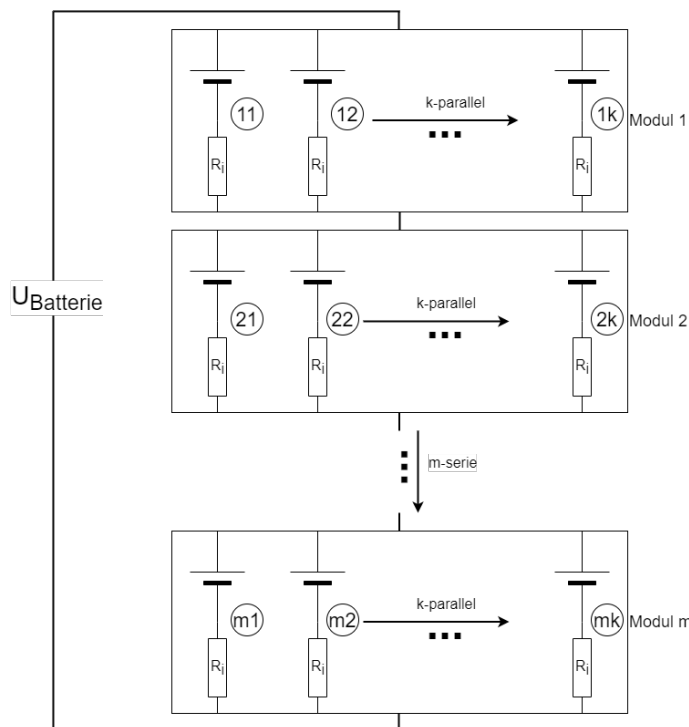 11
12
k-parallel
1k
Modul 1
Ri
Ri
Ri
UBatterie
21
22
k-parallel
2k
Modul 2
Ri
Ri
Ri
m-serie
m1
m2
k-parallel
mk
Modul m
Ri
Ri
Ri